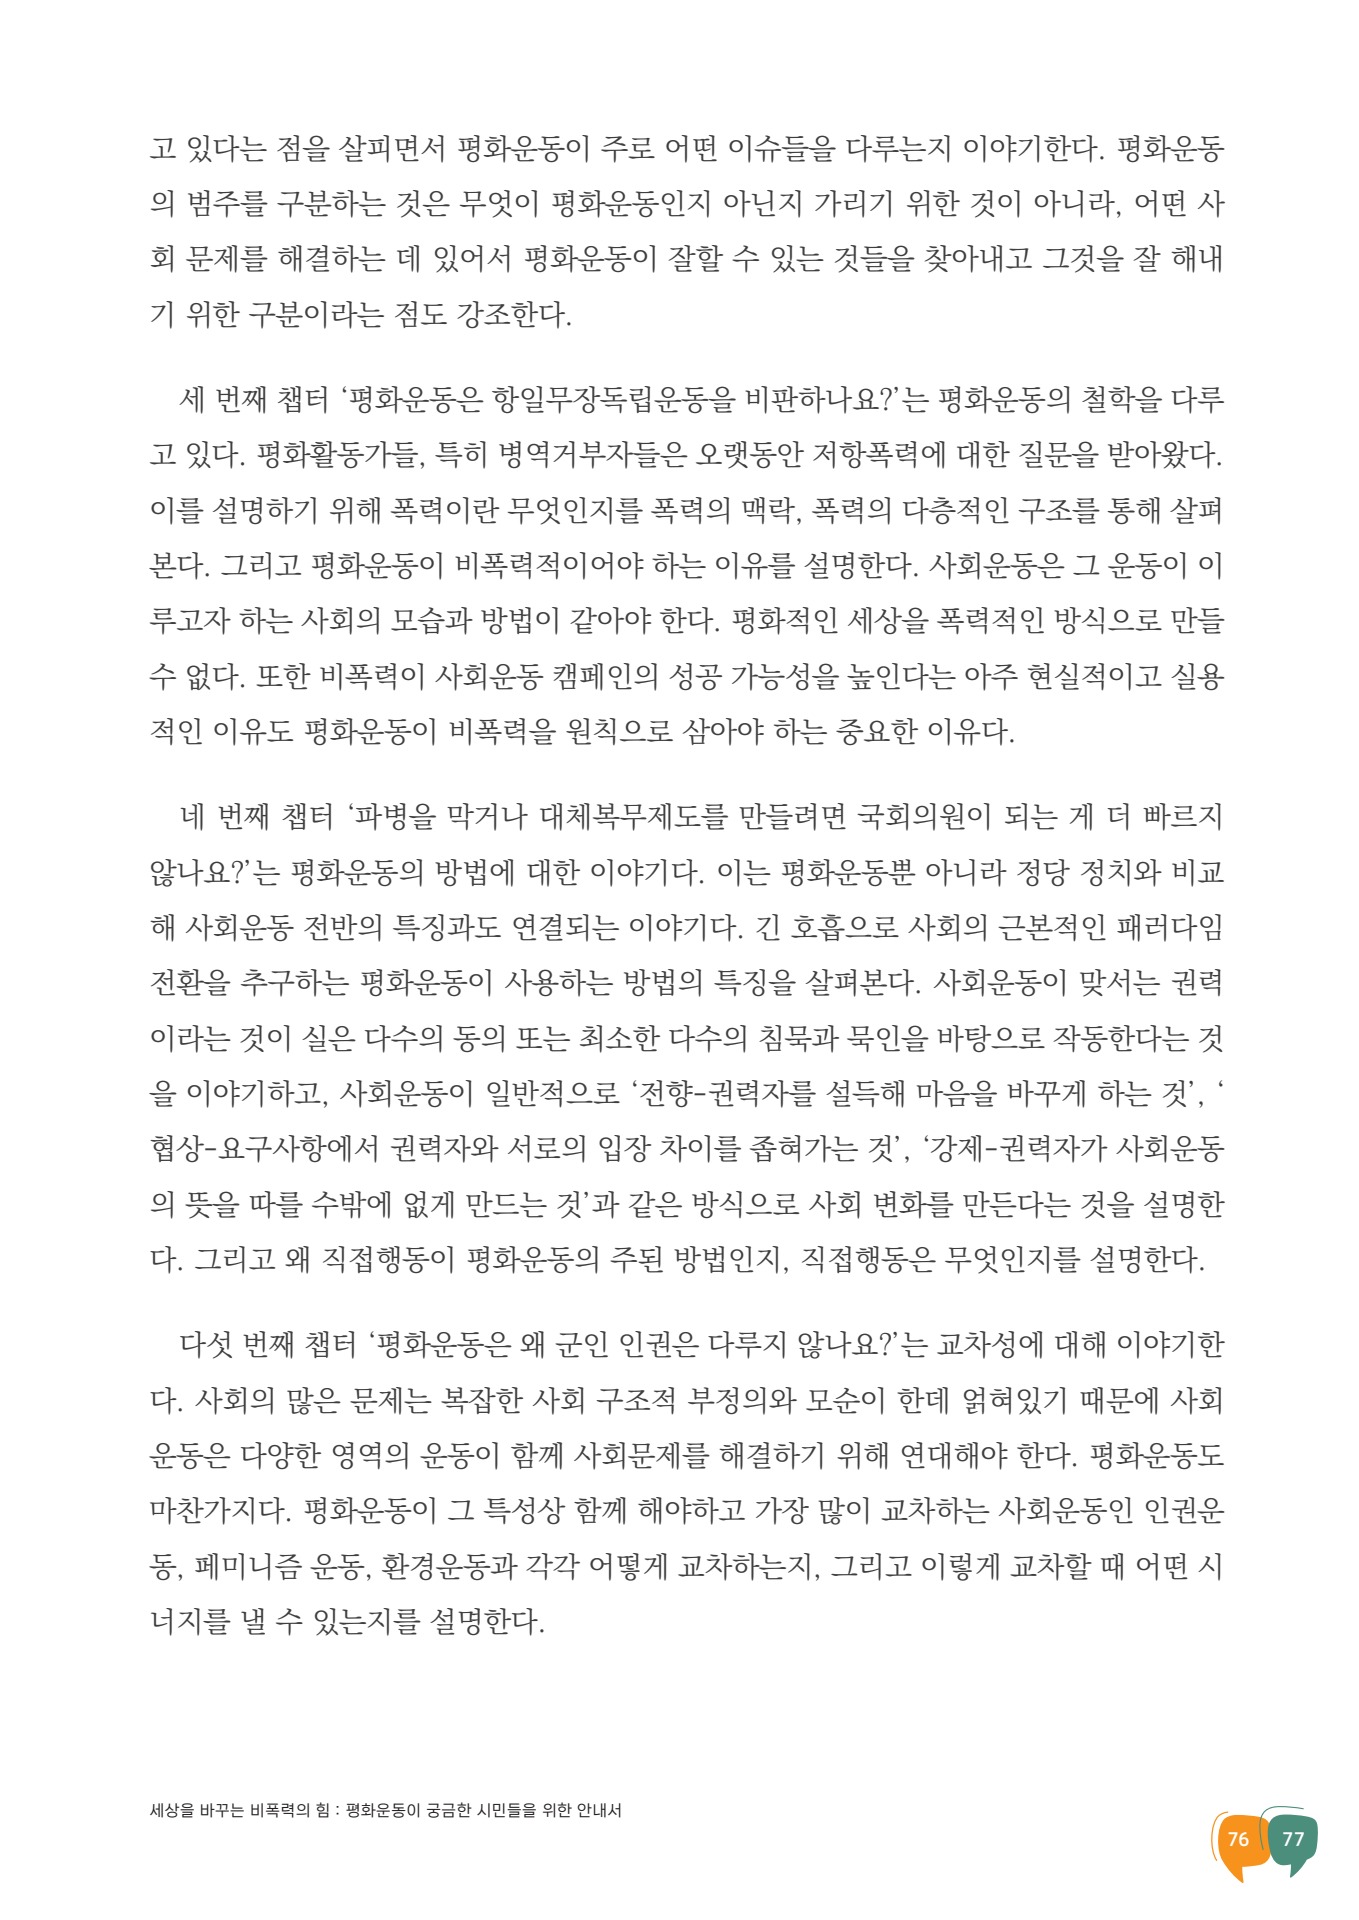 고 있다는 점을 살피면서 평화운동이 주로 어떤 이슈들을 다루는지 이야기한다. 평화운동
의 범주를 구분하는 것은 무엇이 평화운동인지 아닌지 가리기 위한 것이 아니라, 어떤 사
회 문제를 해결하는 데 있어서 평화운동이 잘할 수 있는 것들을 찾아내고 그것을 잘 해내
기 위한 구분이라는 점도 강조한다.
세 번째 챕터 ‘평화운동은 항일무장독립운동을 비판하나요?’는 평화운동의 철학을 다루
고 있다. 평화활동가들, 특히 병역거부자들은 오랫동안 저항폭력에 대한 질문을 받아왔다.
이를 설명하기 위해 폭력이란 무엇인지를 폭력의 맥락, 폭력의 다층적인 구조를 통해 살펴
본다. 그리고 평화운동이 비폭력적이어야 하는 이유를 설명한다. 사회운동은 그 운동이 이
루고자 하는 사회의 모습과 방법이 같아야 한다. 평화적인 세상을 폭력적인 방식으로 만들
수 없다. 또한 비폭력이 사회운동 캠페인의 성공 가능성을 높인다는 아주 현실적이고 실용
적인 이유도 평화운동이 비폭력을 원칙으로 삼아야 하는 중요한 이유다.
네 번째 챕터 ‘파병을 막거나 대체복무제도를 만들려면 국회의원이 되는 게 더 빠르지
않나요?’는 평화운동의 방법에 대한 이야기다. 이는 평화운동뿐 아니라 정당 정치와 비교
해 사회운동 전반의 특징과도 연결되는 이야기다. 긴 호흡으로 사회의 근본적인 패러다임
전환을 추구하는 평화운동이 사용하는 방법의 특징을 살펴본다. 사회운동이 맞서는 권력
이라는 것이 실은 다수의 동의 또는 최소한 다수의 침묵과 묵인을 바탕으로 작동한다는 것
을 이야기하고, 사회운동이 일반적으로 ‘전향-권력자를 설득해 마음을 바꾸게 하는 것’, ‘
협상-요구사항에서 권력자와 서로의 입장 차이를 좁혀가는 것’, ‘강제-권력자가 사회운동
의 뜻을 따를 수밖에 없게 만드는 것’과 같은 방식으로 사회 변화를 만든다는 것을 설명한
다. 그리고 왜 직접행동이 평화운동의 주된 방법인지, 직접행동은 무엇인지를 설명한다.
다섯 번째 챕터 ‘평화운동은 왜 군인 인권은 다루지 않나요?’는 교차성에 대해 이야기한
다. 사회의 많은 문제는 복잡한 사회 구조적 부정의와 모순이 한데 얽혀있기 때문에 사회
운동은 다양한 영역의 운동이 함께 사회문제를 해결하기 위해 연대해야 한다. 평화운동도
마찬가지다. 평화운동이 그 특성상 함께 해야하고 가장 많이 교차하는 사회운동인 인권운
동, 페미니즘 운동, 환경운동과 각각 어떻게 교차하는지, 그리고 이렇게 교차할 때 어떤 시
너지를 낼 수 있는지를 설명한다.
세상을 바꾸는 비폭력의 힘 : 평화운동이 궁금한 시민들을 위한 안내서
76 77